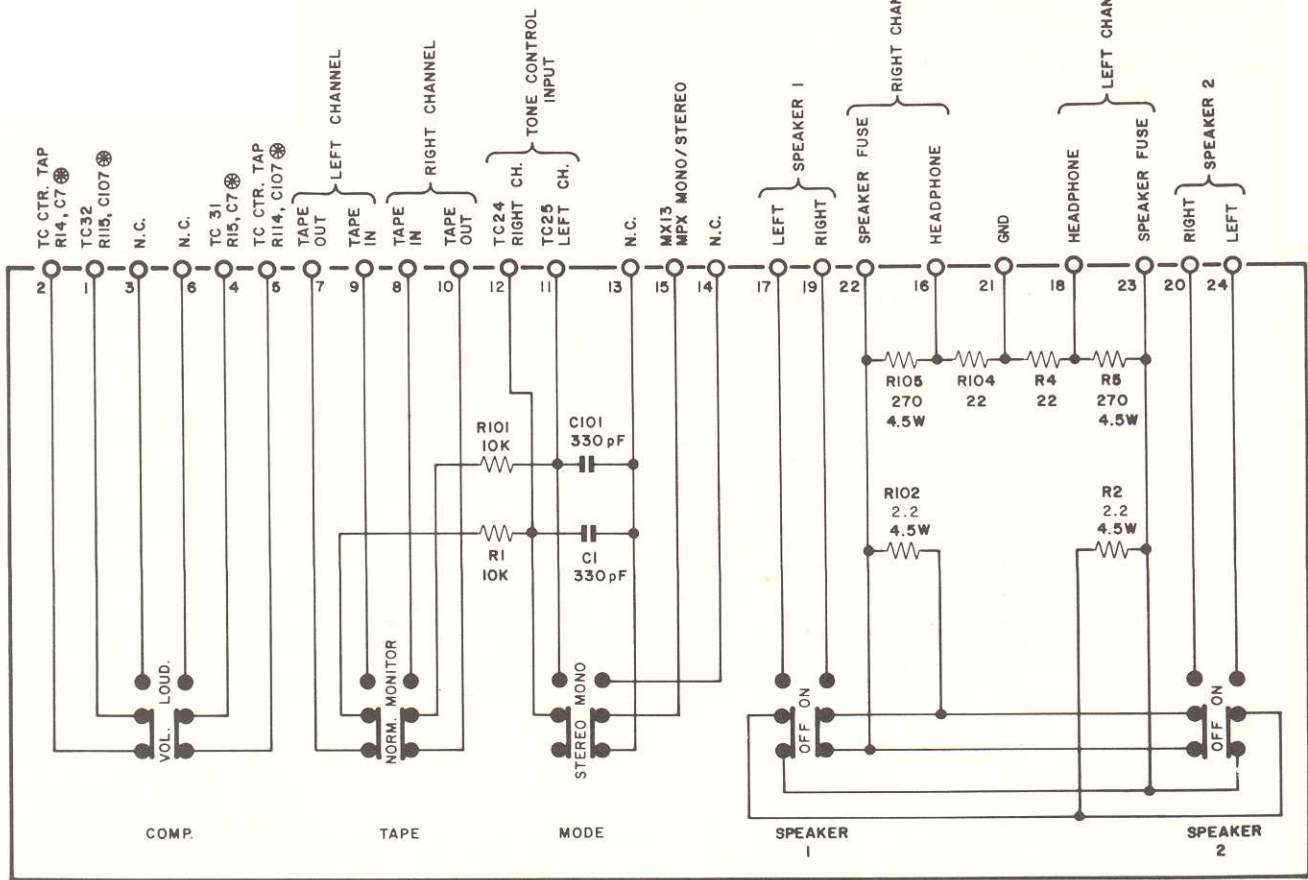 TC CTR. TAP
R14, C7 ⊛
TC32
R115, C107 ⊛
N.C.
N.C.
TC 31
R15, C7 ⊛
TC CTR. TAP
R114, C107 ⊛
TAPE
OUT
TAPE
IN
LEFT CHANNEL
TAPE
IN
TAPE
OUT
RIGHT CHANNEL
TC24
RIGHT CH.
TC25
LEFT CH.
TONE CONTROL
INPUT
N.C.
MX13
MPX MONO/STEREO
N.C.
LEFT
RIGHT
SPEAKER 1
SPEAKER FUSE
HEADPHONE
RIGHT CHAN
GND
HEADPHONE
SPEAKER FUSE
LEFT CHAN
RIGHT
LEFT
SPEAKER 2
2 1 3 6 4 5 7 9 8 10 12 11 13 15 14 17 19 22 16 21 18 23 20 24
R105
270
4.5W
R104
22
R4
22
R5
270
4.5W
R101
10K
C101
330pF
R1
10K
C1
330pF
R102
2.2
4.5W
R2
2.2
4.5W
VOL. LOUD.
NORM. MONITOR
STEREO MONO
OFF ON
OFF ON
COMP.
TAPE
MODE
SPEAKER
1
SPEAKER
2